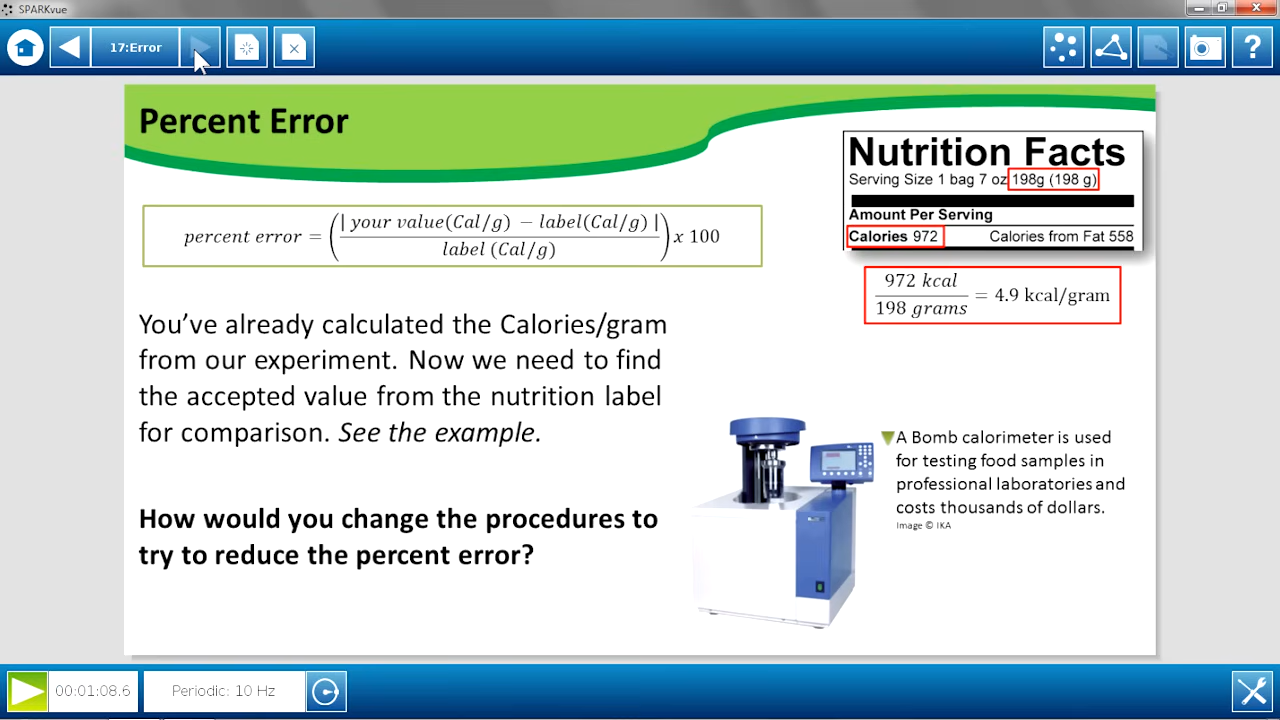 SPARKvue
17:Error
?
Percent Error
Nutrition Facts
Serving Size 1 bag 7 oz 198g (198 g)
Amount Per Serving
Calories 972 Calories from Fat 558
percent error = ( | your value(Cal/g) − label(Cal/g) | / label (Cal/g) ) x 100
972 kcal / 198 grams = 4.9 kcal/gram
You’ve already calculated the Calories/gram
from our experiment. Now we need to find
the accepted value from the nutrition label
for comparison. See the example.
How would you change the procedures to
try to reduce the percent error?
A Bomb calorimeter is used
for testing food samples in
professional laboratories and
costs thousands of dollars.
Image © IKA
00:01:08.6
Periodic: 10 Hz